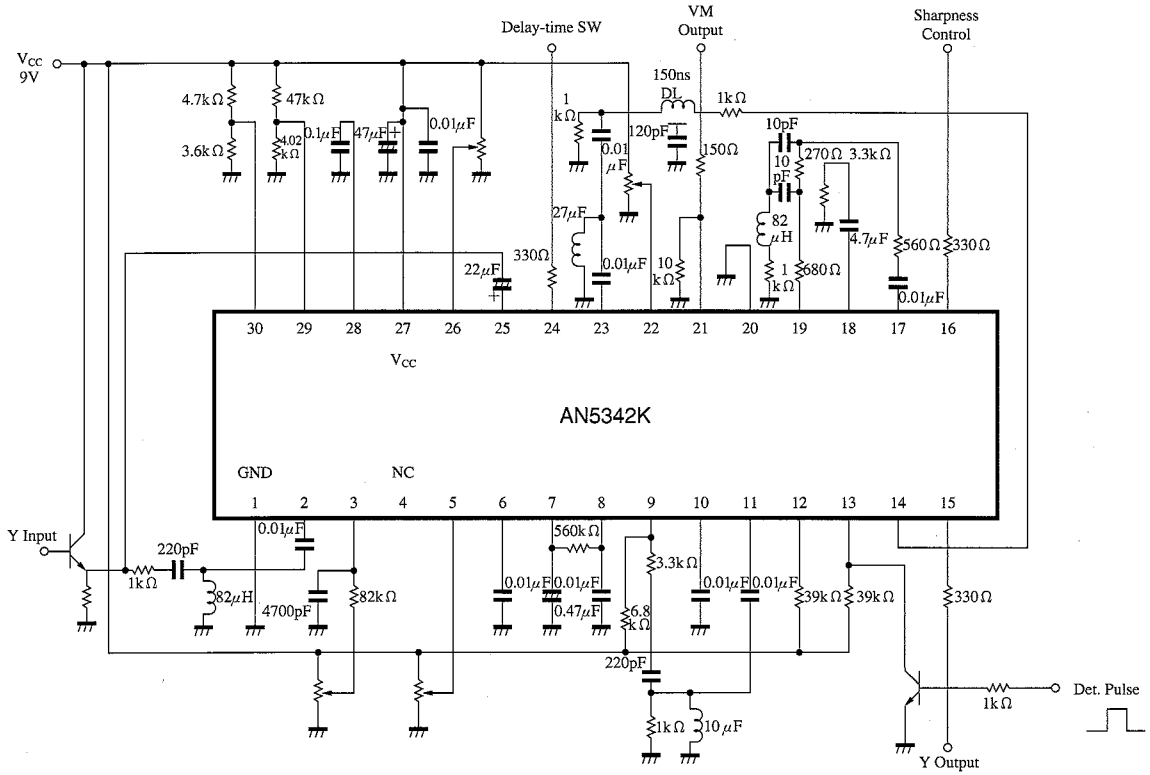 Delay-time SW
VM
Output
Sharpness
Control
VCC
9V
150ns
DL
1kΩ
1
kΩ
4.7kΩ
47kΩ
0.1μF
47μF
+
0.01μF
120pF
10pF
270Ω
3.3kΩ
3.6kΩ
4.02
kΩ
0.01
μF
150Ω
10
pF
27μF
82
μH
4.7μF
560Ω
330Ω
22μF
+
330Ω
0.01μF
10
kΩ
1
kΩ
680Ω
0.01μF
30 29 28 27 26 25 24 23 22 21 20 19 18 17 16
VCC
AN5342K
GND
NC
1 2 3 4 5 6 7 8 9 10 11 12 13 14 15
Y Input
0.01μF
560kΩ
220pF
3.3kΩ
1kΩ
82μH
4700pF
82kΩ
0.01μF
0.01μF
0.47μF
6.8
kΩ
0.01μF
0.01μF
39kΩ
39kΩ
330Ω
220pF
1kΩ
10μF
1kΩ
Det. Pulse
Y Output